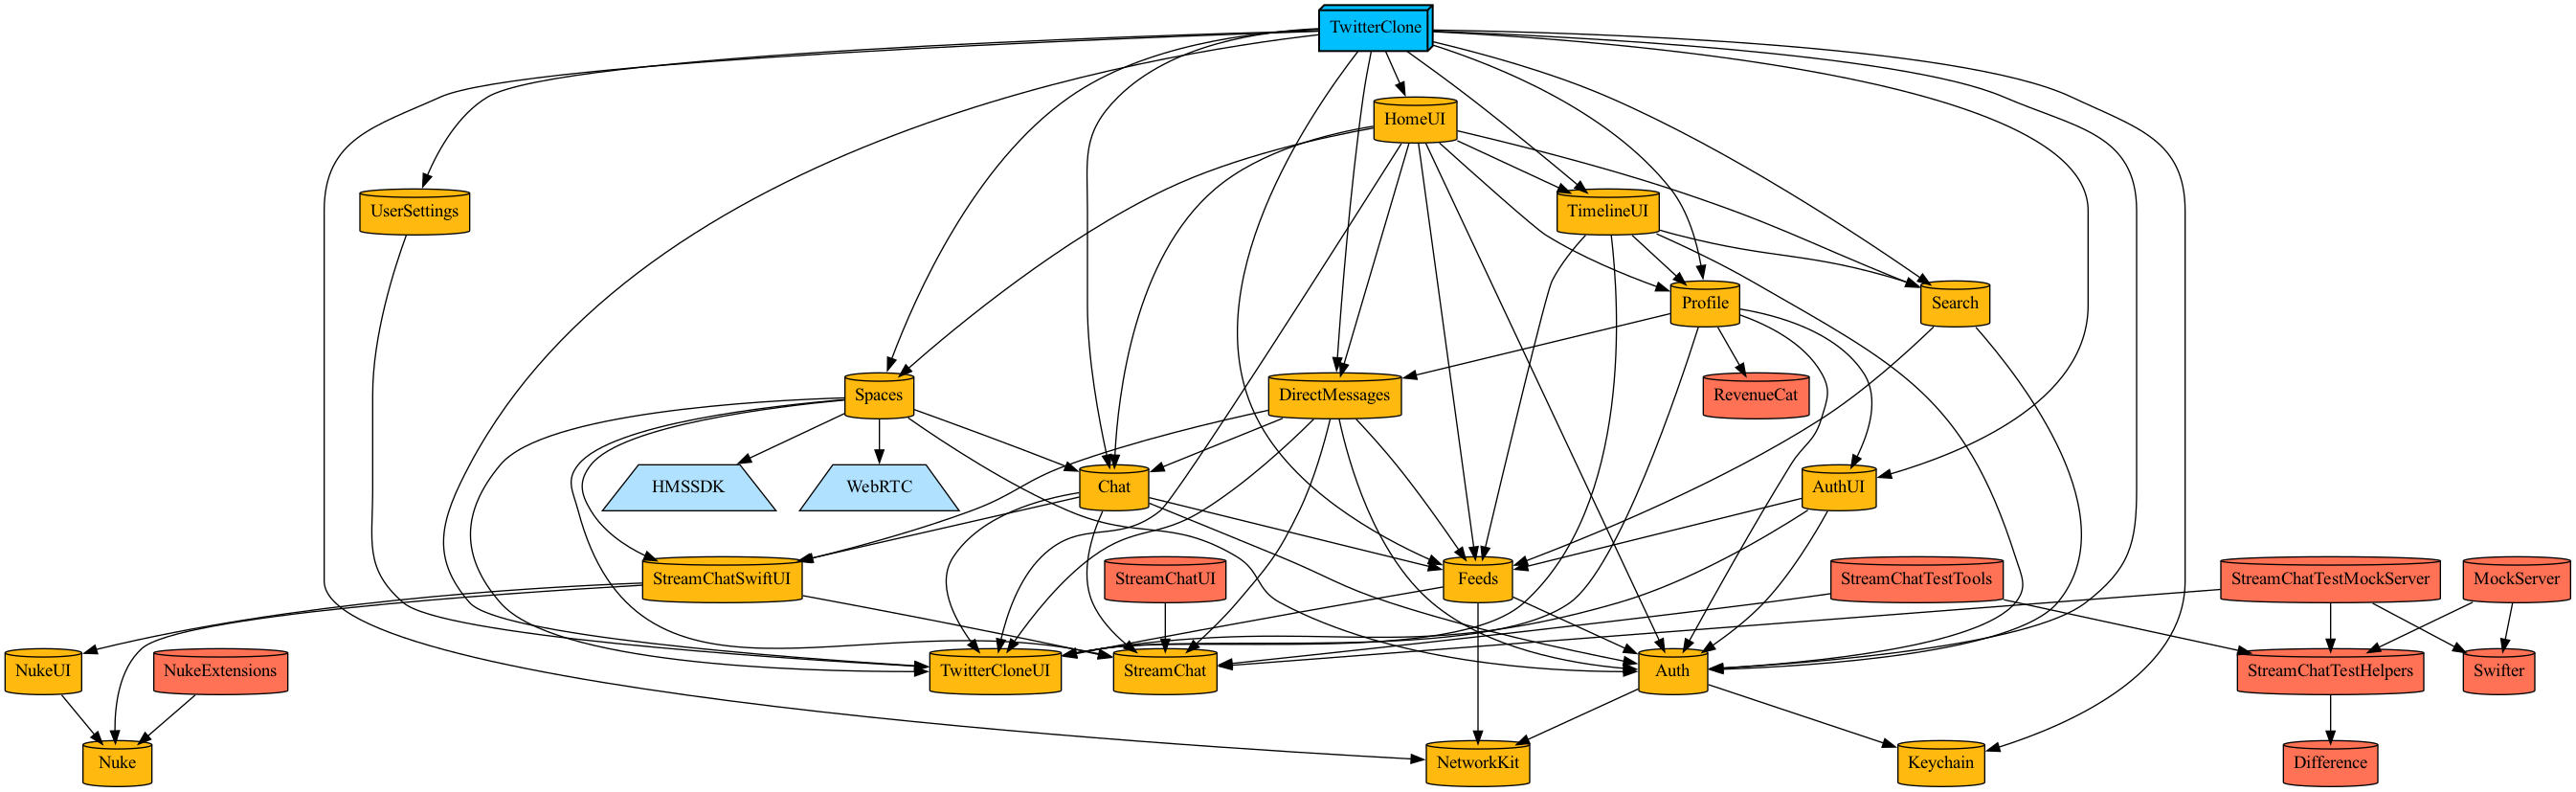 TwitterClone
HomeUI
UserSettings
TimelineUI
Profile
Search
Spaces
DirectMessages
RevenueCat
HMSSDK
WebRTC
Chat
AuthUI
StreamChatSwiftUI
StreamChatUI
Feeds
StreamChatTestTools
StreamChatTestMockServer
MockServer
NukeUI
NukeExtensions
TwitterCloneUI
StreamChat
Auth
StreamChatTestHelpers
Swifter
Nuke
NetworkKit
Keychain
Difference